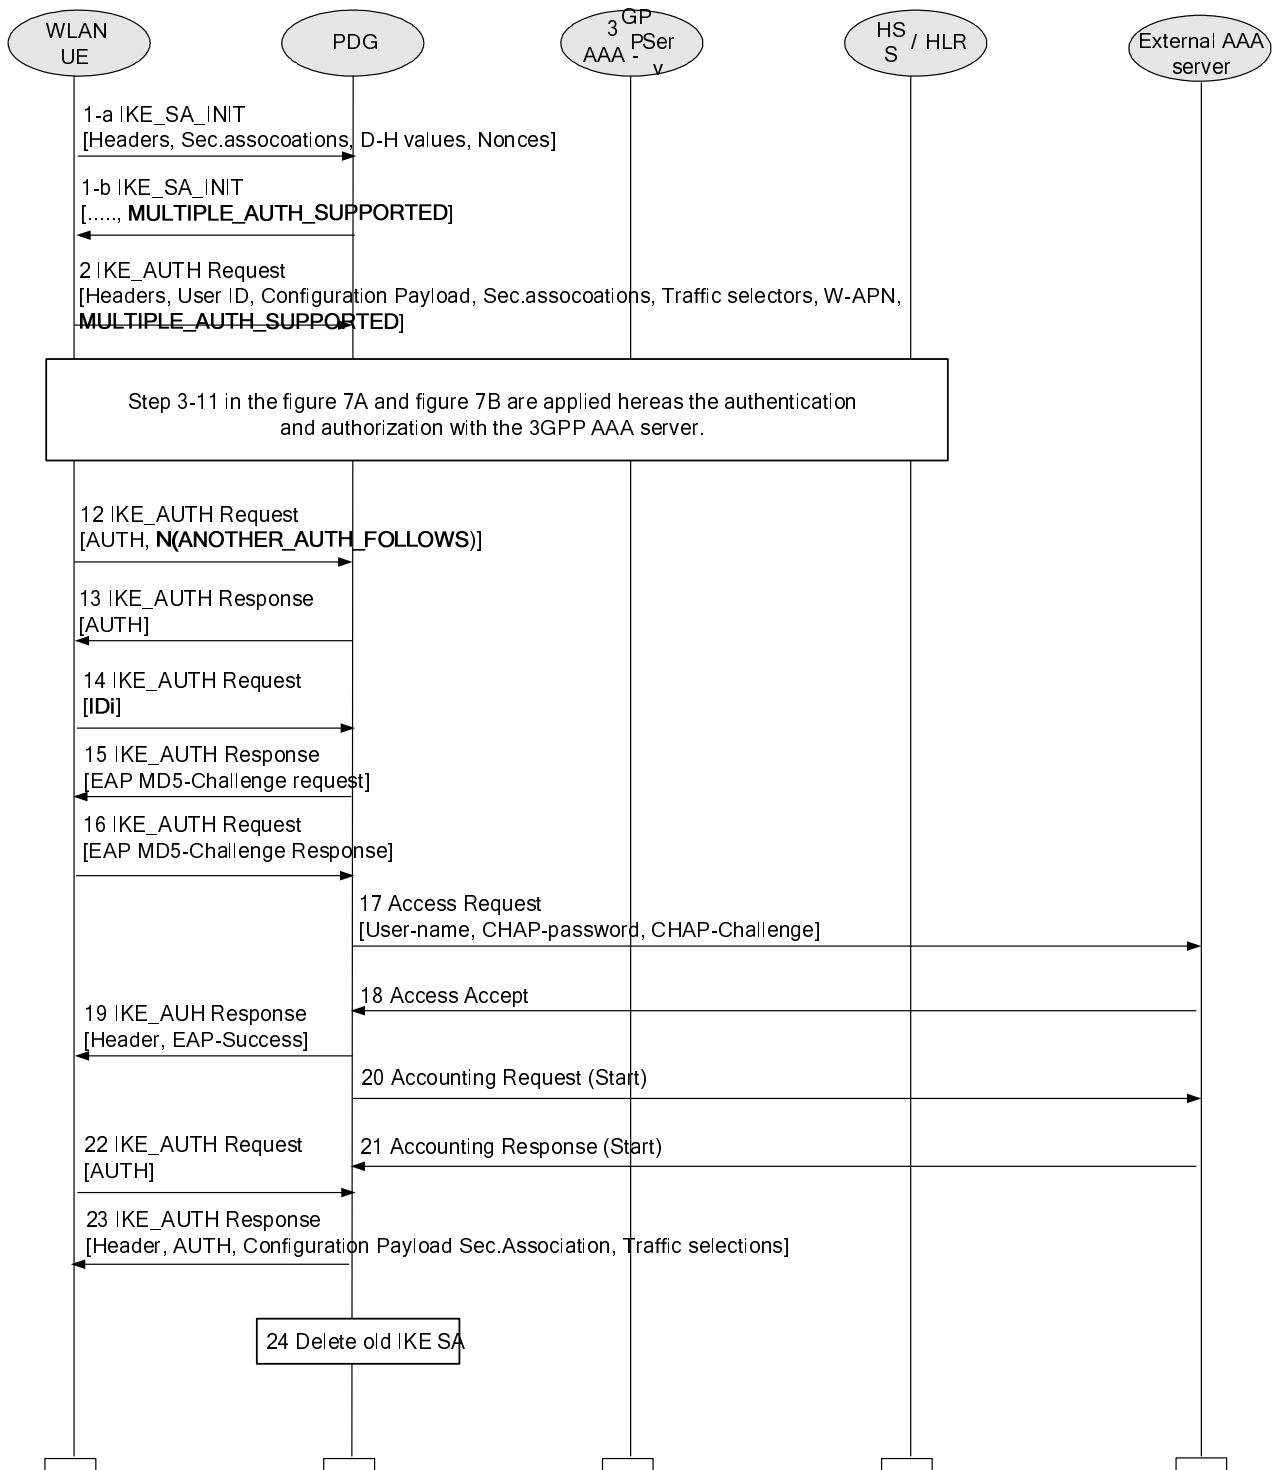 WLAN
UE
PDG
3GPP
AAA-Serv
HSS / HLR
External AAA
server
1-a IKE_SA_INIT
[Headers, Sec.assocoations, D-H values, Nonces]
1-b IKE_SA_INIT
[....., MULTIPLE_AUTH_SUPPORTED]
2 IKE_AUTH Request
[Headers, User ID, Configuration Payload, Sec.assocoations, Traffic selectors, W-APN,
MULTIPLE_AUTH_SUPPORTED]
Step 3-11 in the figure 7A and figure 7B are applied hereas the authentication
and authorization with the 3GPP AAA server.
12 IKE_AUTH Request
[AUTH, N(ANOTHER_AUTH_FOLLOWS)]
13 IKE_AUTH Response
[AUTH]
14 IKE_AUTH Request
[IDi]
15 IKE_AUTH Response
[EAP MD5-Challenge request]
16 IKE_AUTH Request
[EAP MD5-Challenge Response]
17 Access Request
[User-name, CHAP-password, CHAP-Challenge]
18 Access Accept
19 IKE_AUH Response
[Header, EAP-Success]
20 Accounting Request (Start)
22 IKE_AUTH Request
[AUTH]
21 Accounting Response (Start)
23 IKE_AUTH Response
[Header, AUTH, Configuration Payload Sec.Association, Traffic selections]
24 Delete old IKE SA